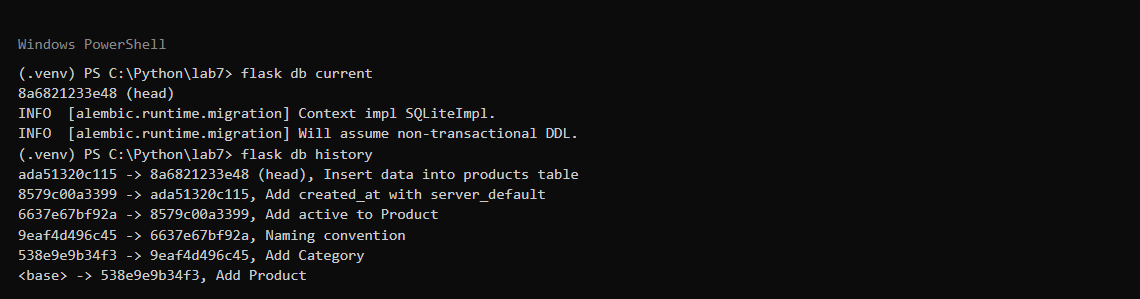 Windows PowerShell
(.venv) PS C:\Python\lab7> flask db current
8a6821233e48 (head)
INFO  [alembic.runtime.migration] Context impl SQLiteImpl.
INFO  [alembic.runtime.migration] Will assume non-transactional DDL.
(.venv) PS C:\Python\lab7> flask db history
ada51320c115 -> 8a6821233e48 (head), Insert data into products table
8579c00a3399 -> ada51320c115, Add created_at with server_default
6637e67bf92a -> 8579c00a3399, Add active to Product
9eaf4d496c45 -> 6637e67bf92a, Naming convention
538e9e9b34f3 -> 9eaf4d496c45, Add Category
<base> -> 538e9e9b34f3, Add Product